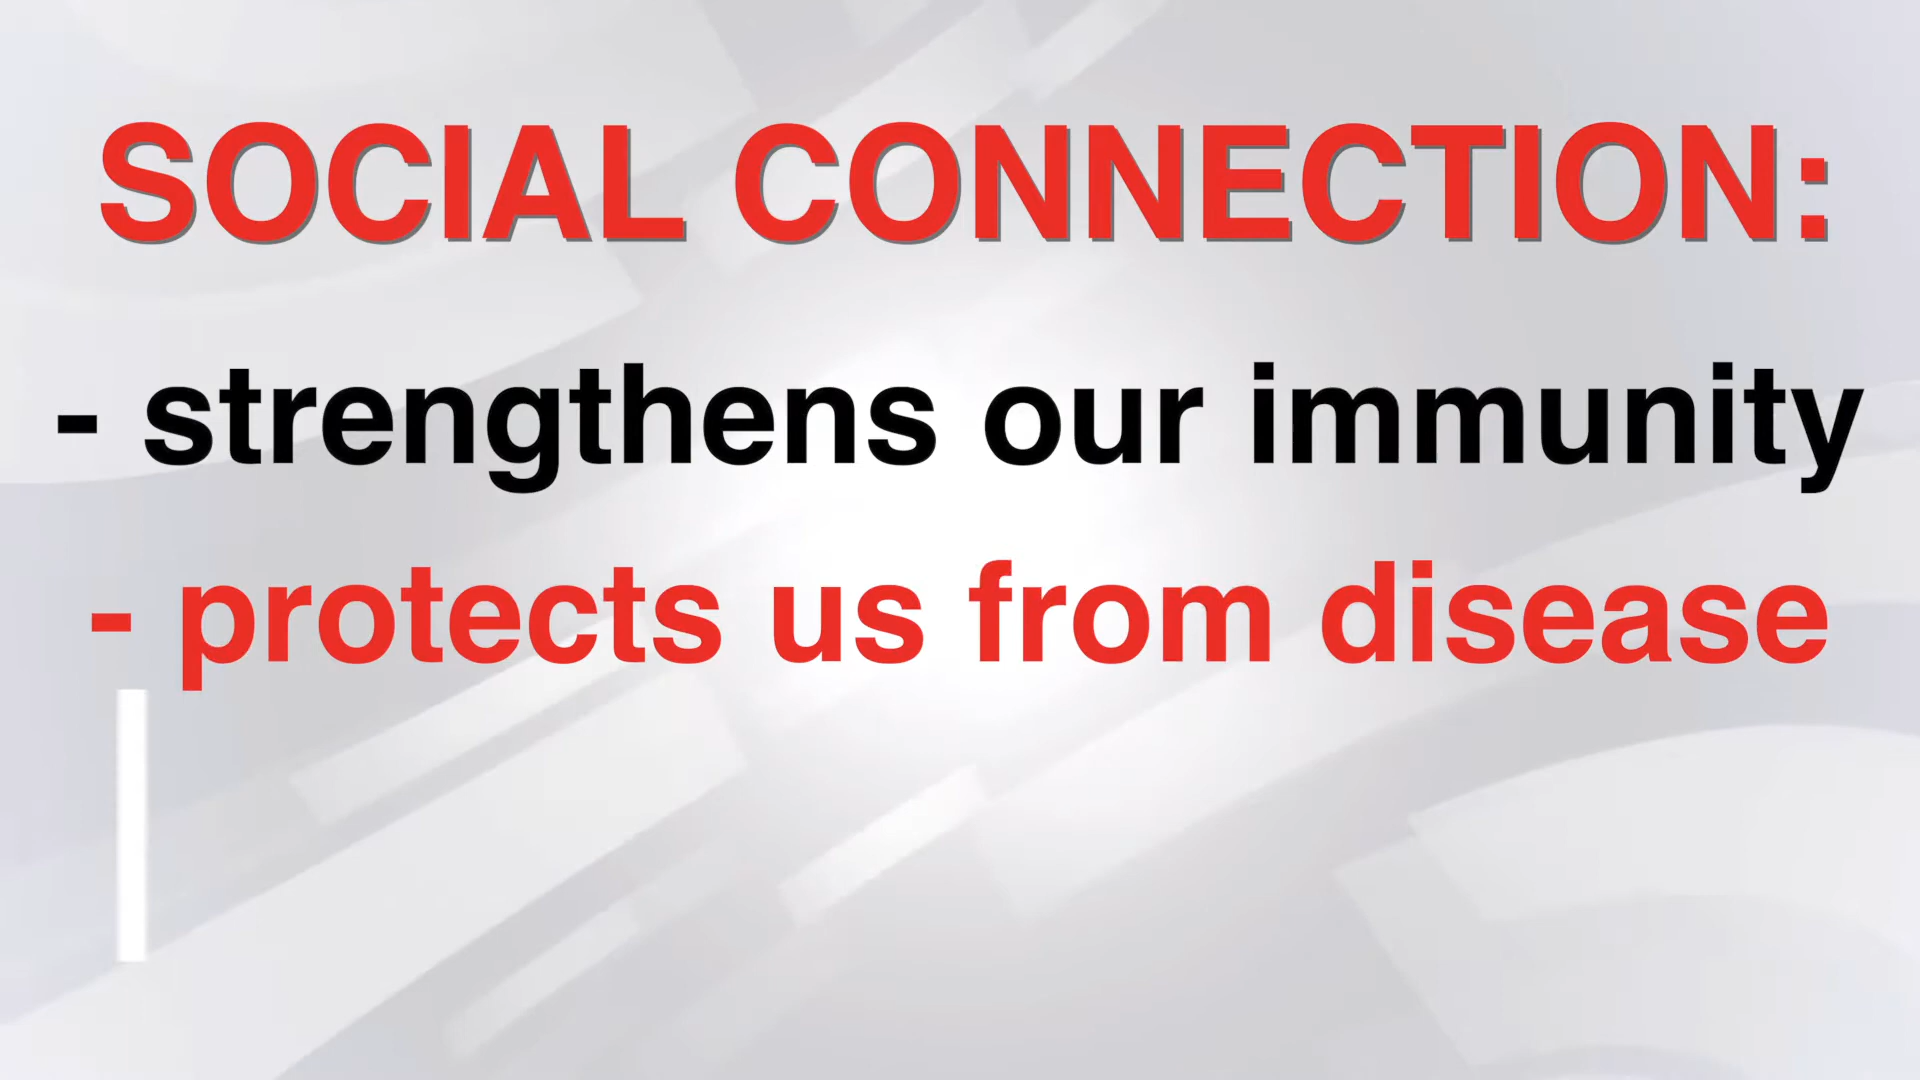 SOCIAL CONNECTION:
- strengthens our immunity
- protects us from disease